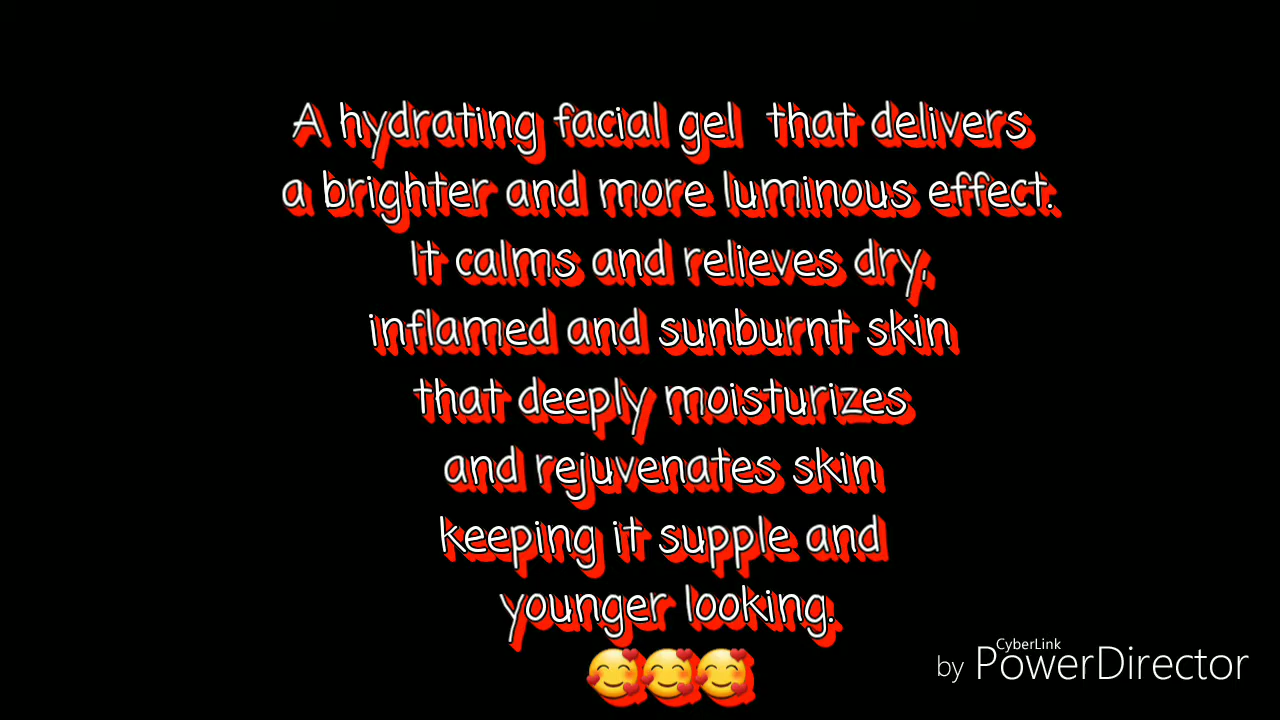 A hydrating facial gel that delivers
a brighter and more luminous effect.
It calms and relieves dry,
inflamed and sunburnt skin
that deeply moisturizes
and rejuvenates skin
keeping it supple and
younger looking.
🥰🥰🥰
CyberLink
by PowerDirector